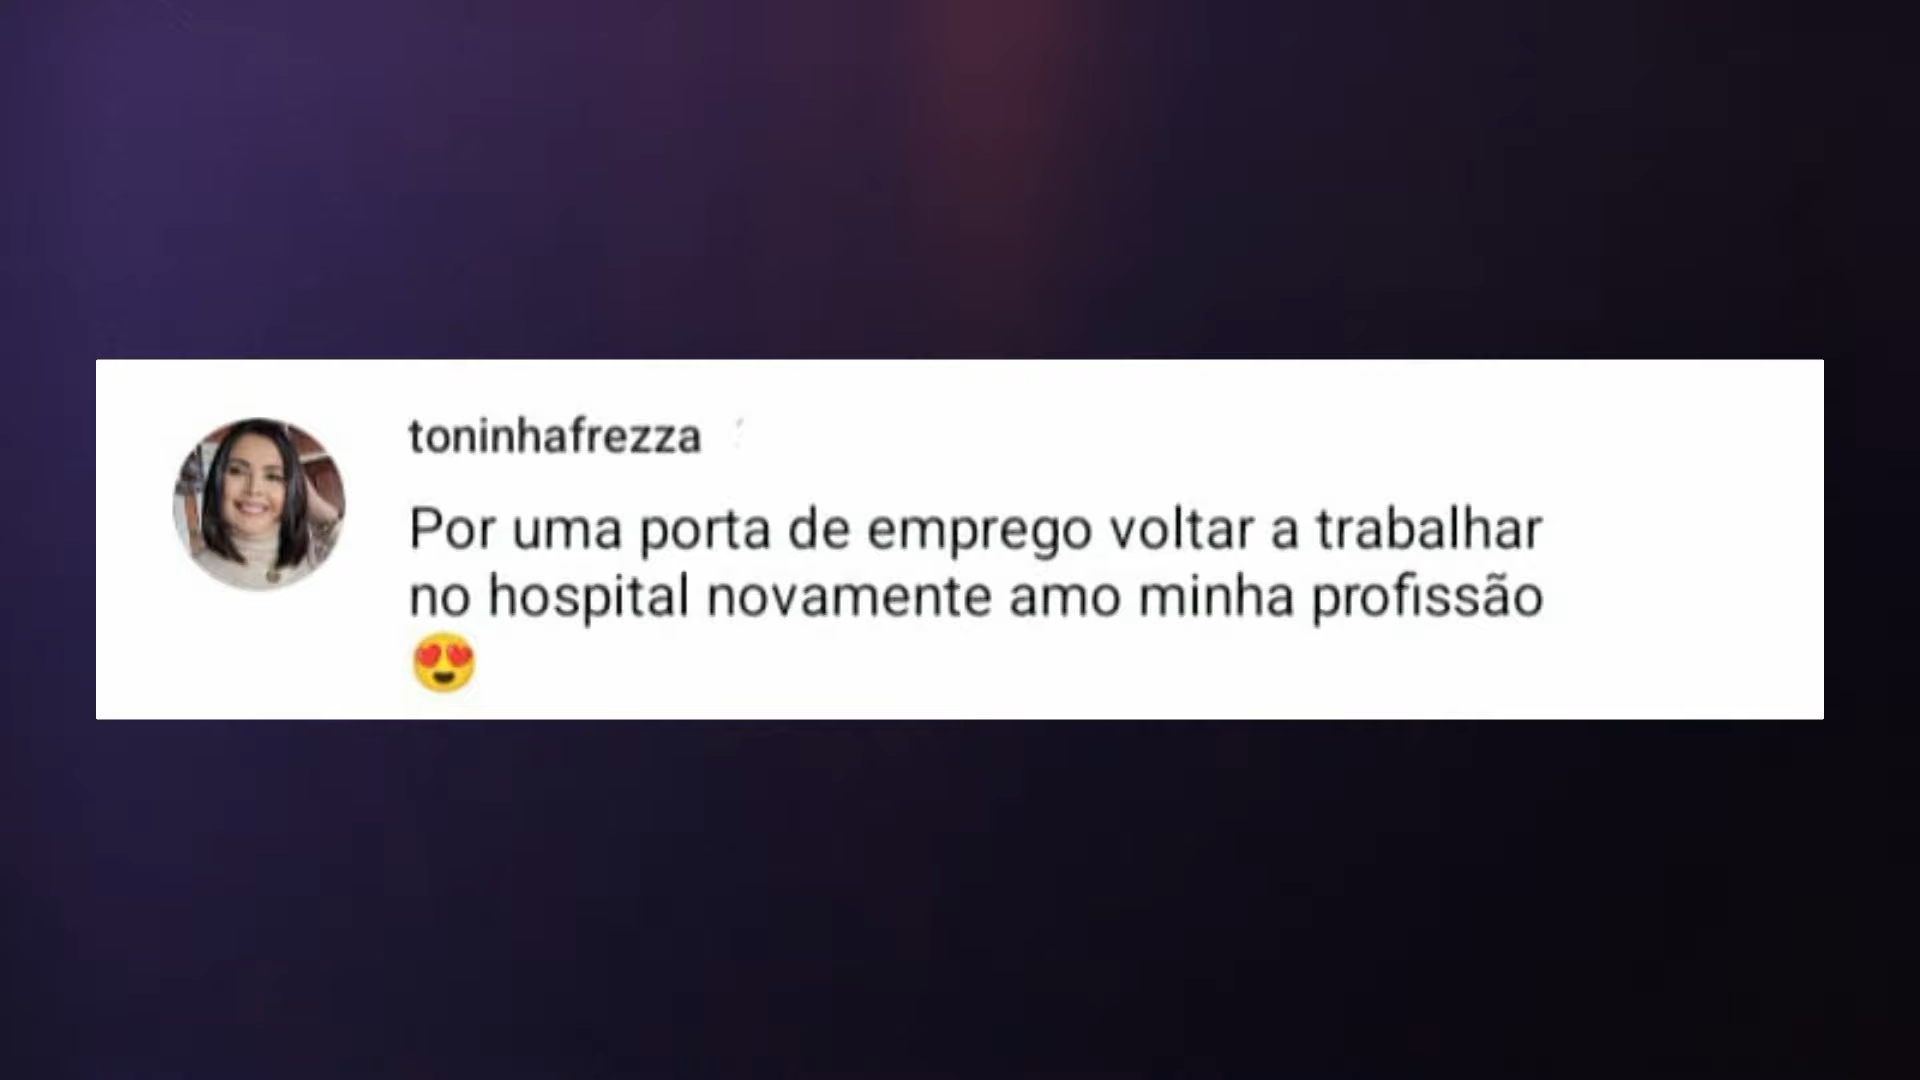 toninhafrezza
Por uma porta de emprego voltar a trabalhar
no hospital novamente amo minha profissão
😍